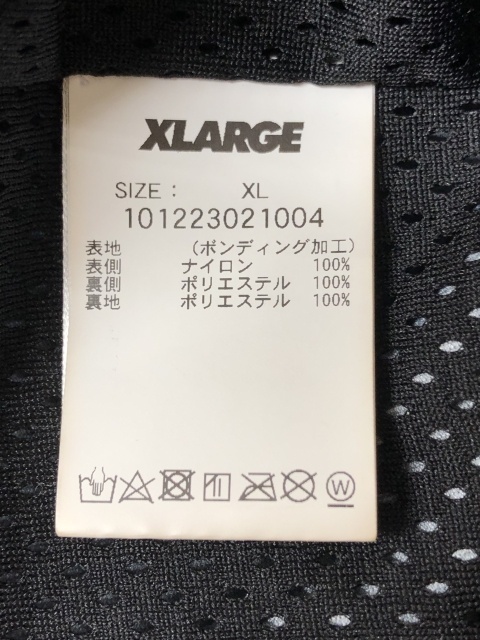 XLARGE
SIZE： XL
101223021004
表地 (ボンディング加工)
表側 ナイロン 100%
裏側 ポリエステル 100%
裏地 ポリエステル 100%
W